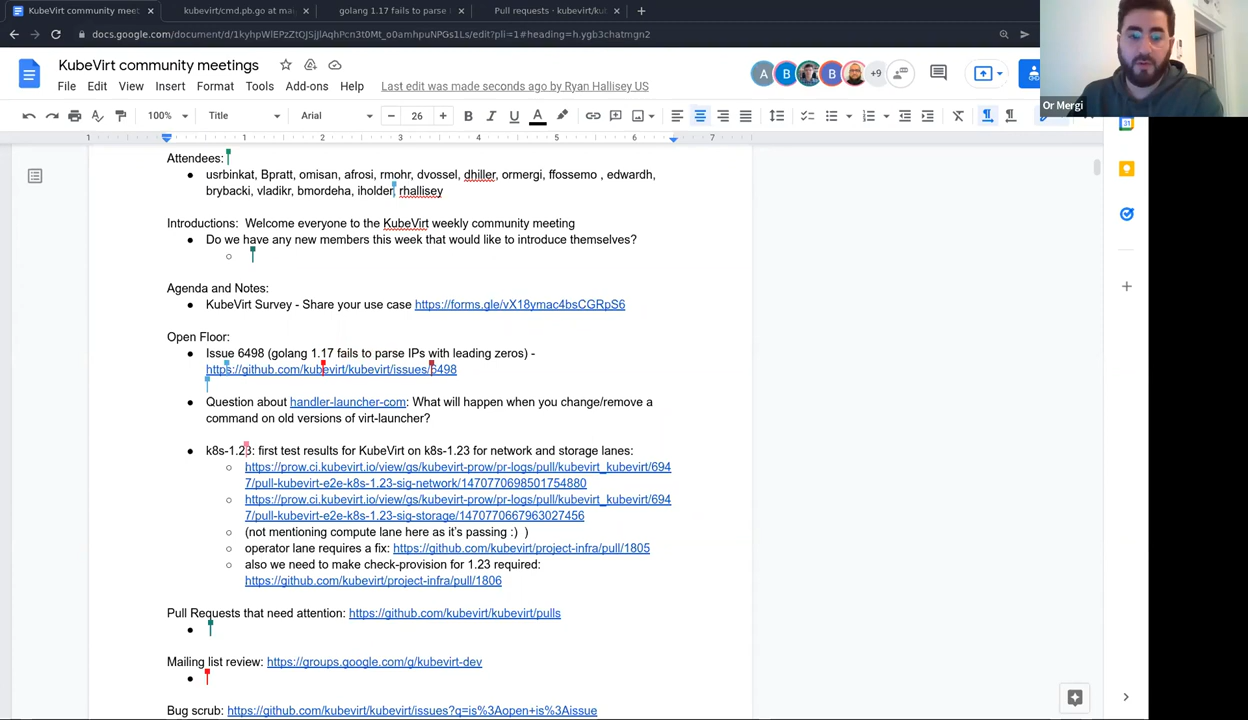 KubeVirt community meet
kubevirt/cmd.pb.go at ma
golang 1.17 fails to parse
Pull requests · kubevirt/ku
docs.google.com/document/d/1kyhpWlEPzZtQJSjJlAqhPcn3t0Mt_o0amhpuNPGs1Ls/edit?pli=1#heading=h.ygb3chatmgn2
KubeVirt community meetings
File Edit View Insert Format Tools Add-ons Help Last edit was made seconds ago by Ryan Hallisey US
A B B +9
Or Mergi
100% Title Arial 26 B I U A
1 1 2 3 4 5 6 7
31
Attendees:
usrbinkat, Bpratt, omisan, afrosi, rmohr, dvossel, dhiller, ormergi, ffossemo , edwardh,
brybacki, vladikr, bmordeha, iholder, rhallisey
Introductions: Welcome everyone to the KubeVirt weekly community meeting
Do we have any new members this week that would like to introduce themselves?
Agenda and Notes:
KubeVirt Survey - Share your use case https://forms.gle/vX18ymac4bsCGRpS6
Open Floor:
Issue 6498 (golang 1.17 fails to parse IPs with leading zeros) -
https://github.com/kubevirt/kubevirt/issues/6498
Question about handler-launcher-com: What will happen when you change/remove a
command on old versions of virt-launcher?
k8s-1.23: first test results for KubeVirt on k8s-1.23 for network and storage lanes:
https://prow.ci.kubevirt.io/view/gs/kubevirt-prow/pr-logs/pull/kubevirt_kubevirt/694
7/pull-kubevirt-e2e-k8s-1.23-sig-network/1470770698501754880
https://prow.ci.kubevirt.io/view/gs/kubevirt-prow/pr-logs/pull/kubevirt_kubevirt/694
7/pull-kubevirt-e2e-k8s-1.23-sig-storage/1470770667963027456
(not mentioning compute lane here as it's passing :) )
operator lane requires a fix: https://github.com/kubevirt/project-infra/pull/1805
also we need to make check-provision for 1.23 required:
https://github.com/kubevirt/project-infra/pull/1806
Pull Requests that need attention: https://github.com/kubevirt/kubevirt/pulls
Mailing list review: https://groups.google.com/g/kubevirt-dev
Bug scrub: https://github.com/kubevirt/kubevirt/issues?q=is%3Aopen+is%3Aissue